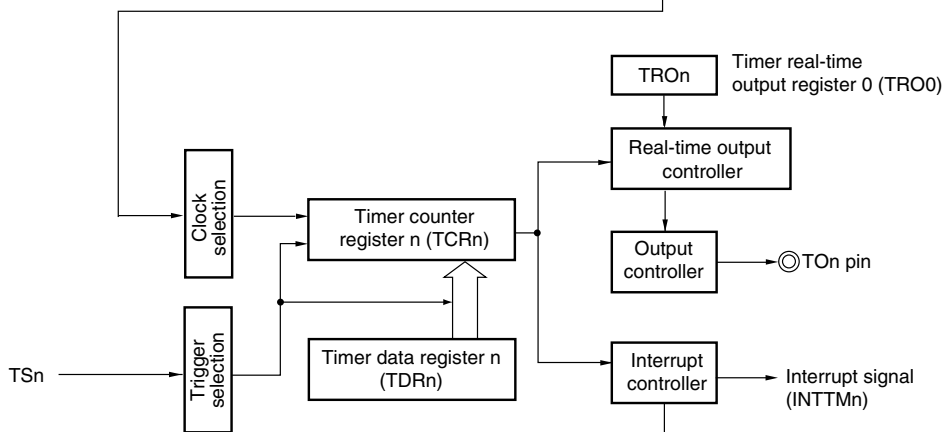 TROn
Timer real-time
output register 0 (TRO0)
Real-time output
controller
Clock
selection
Timer counter
register n (TCRn)
Output
controller
TOn pin
TSn
Trigger
selection
Timer data register n
(TDRn)
Interrupt
controller
Interrupt signal
(INTTMn)